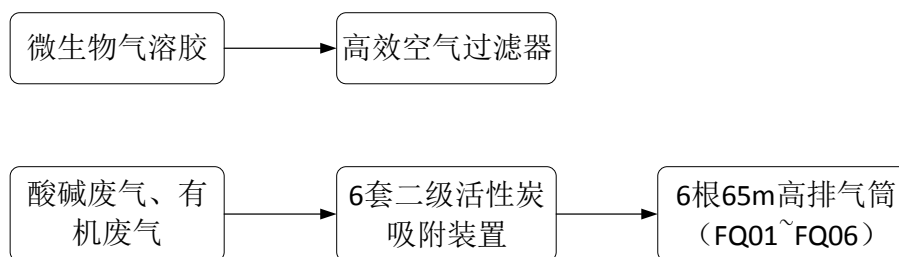 微生物气溶胶
高效空气过滤器
酸碱废气、有
机废气
6套二级活性炭
吸附装置
6根65m高排气筒
（FQ01~FQ06）